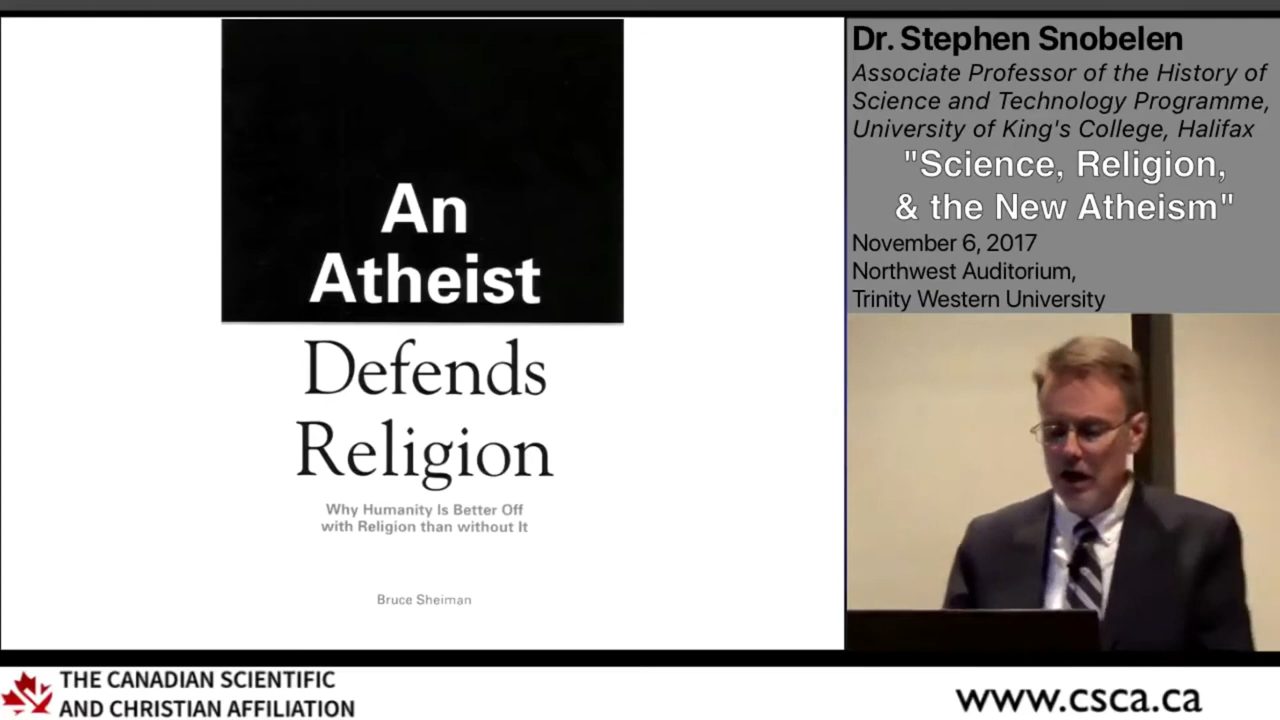 An
Atheist
Defends
Religion
Why Humanity Is Better Off
with Religion than without It
Bruce Sheiman
Dr. Stephen Snobelen
Associate Professor of the History of
Science and Technology Programme,
University of King's College, Halifax
"Science, Religion,
& the New Atheism"
November 6, 2017
Northwest Auditorium,
Trinity Western University
THE CANADIAN SCIENTIFIC
AND CHRISTIAN AFFILIATION
www.csca.ca